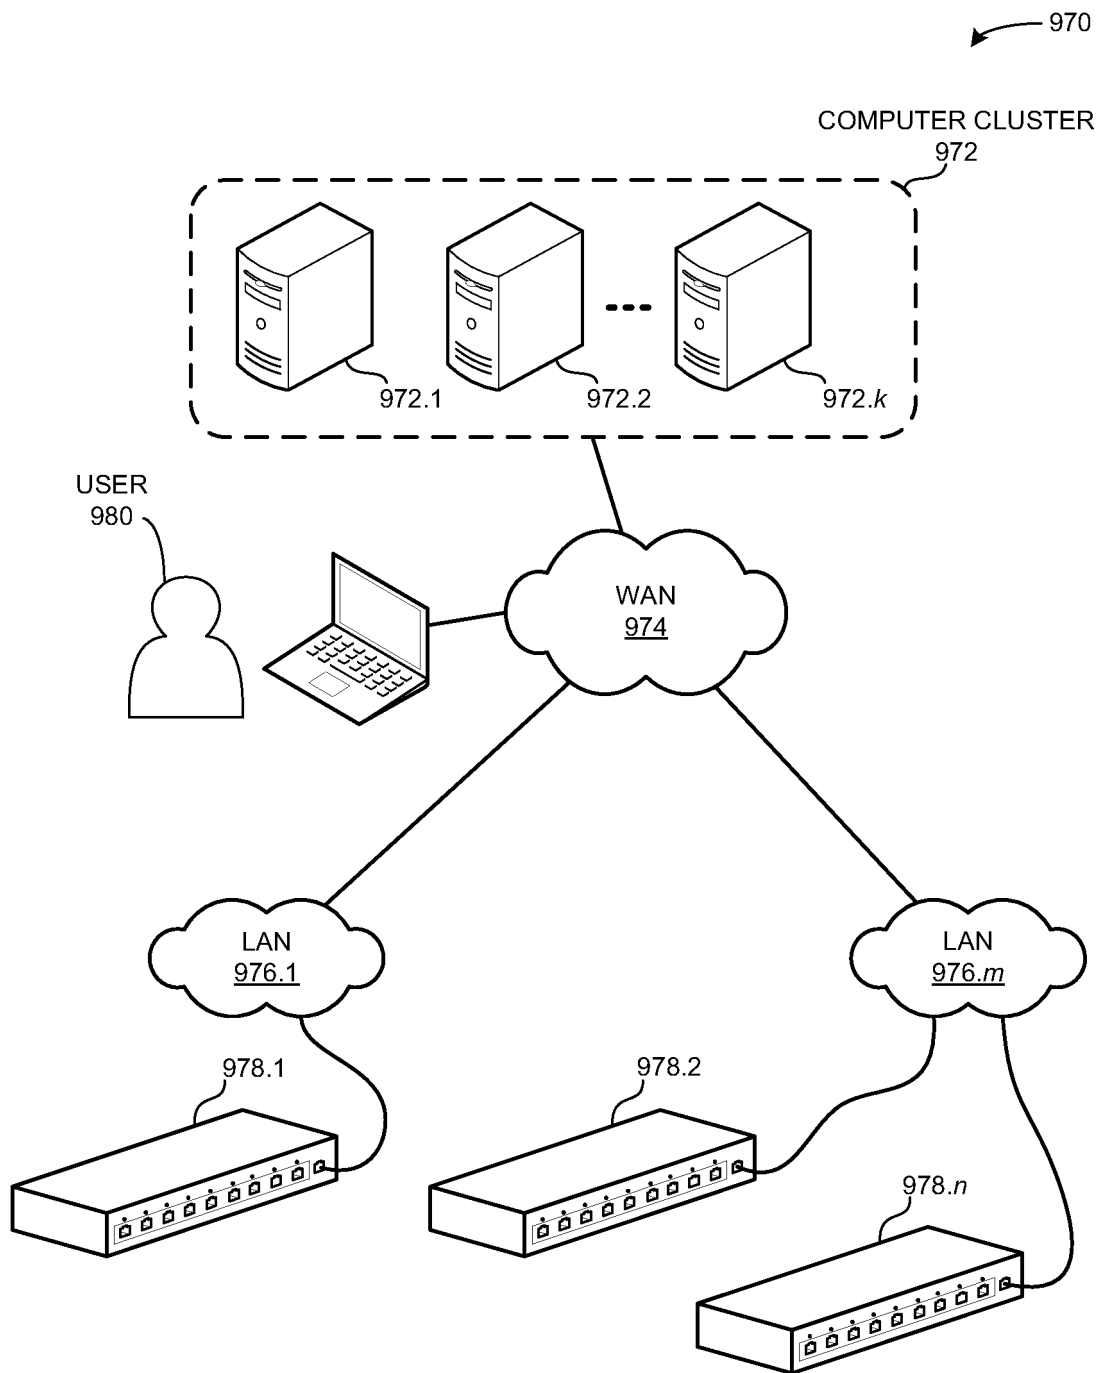 970
COMPUTER CLUSTER
972
972.1
972.2
972.k
USER
980
WAN
974
LAN
976.1
LAN
976.m
978.1
978.2
978.n